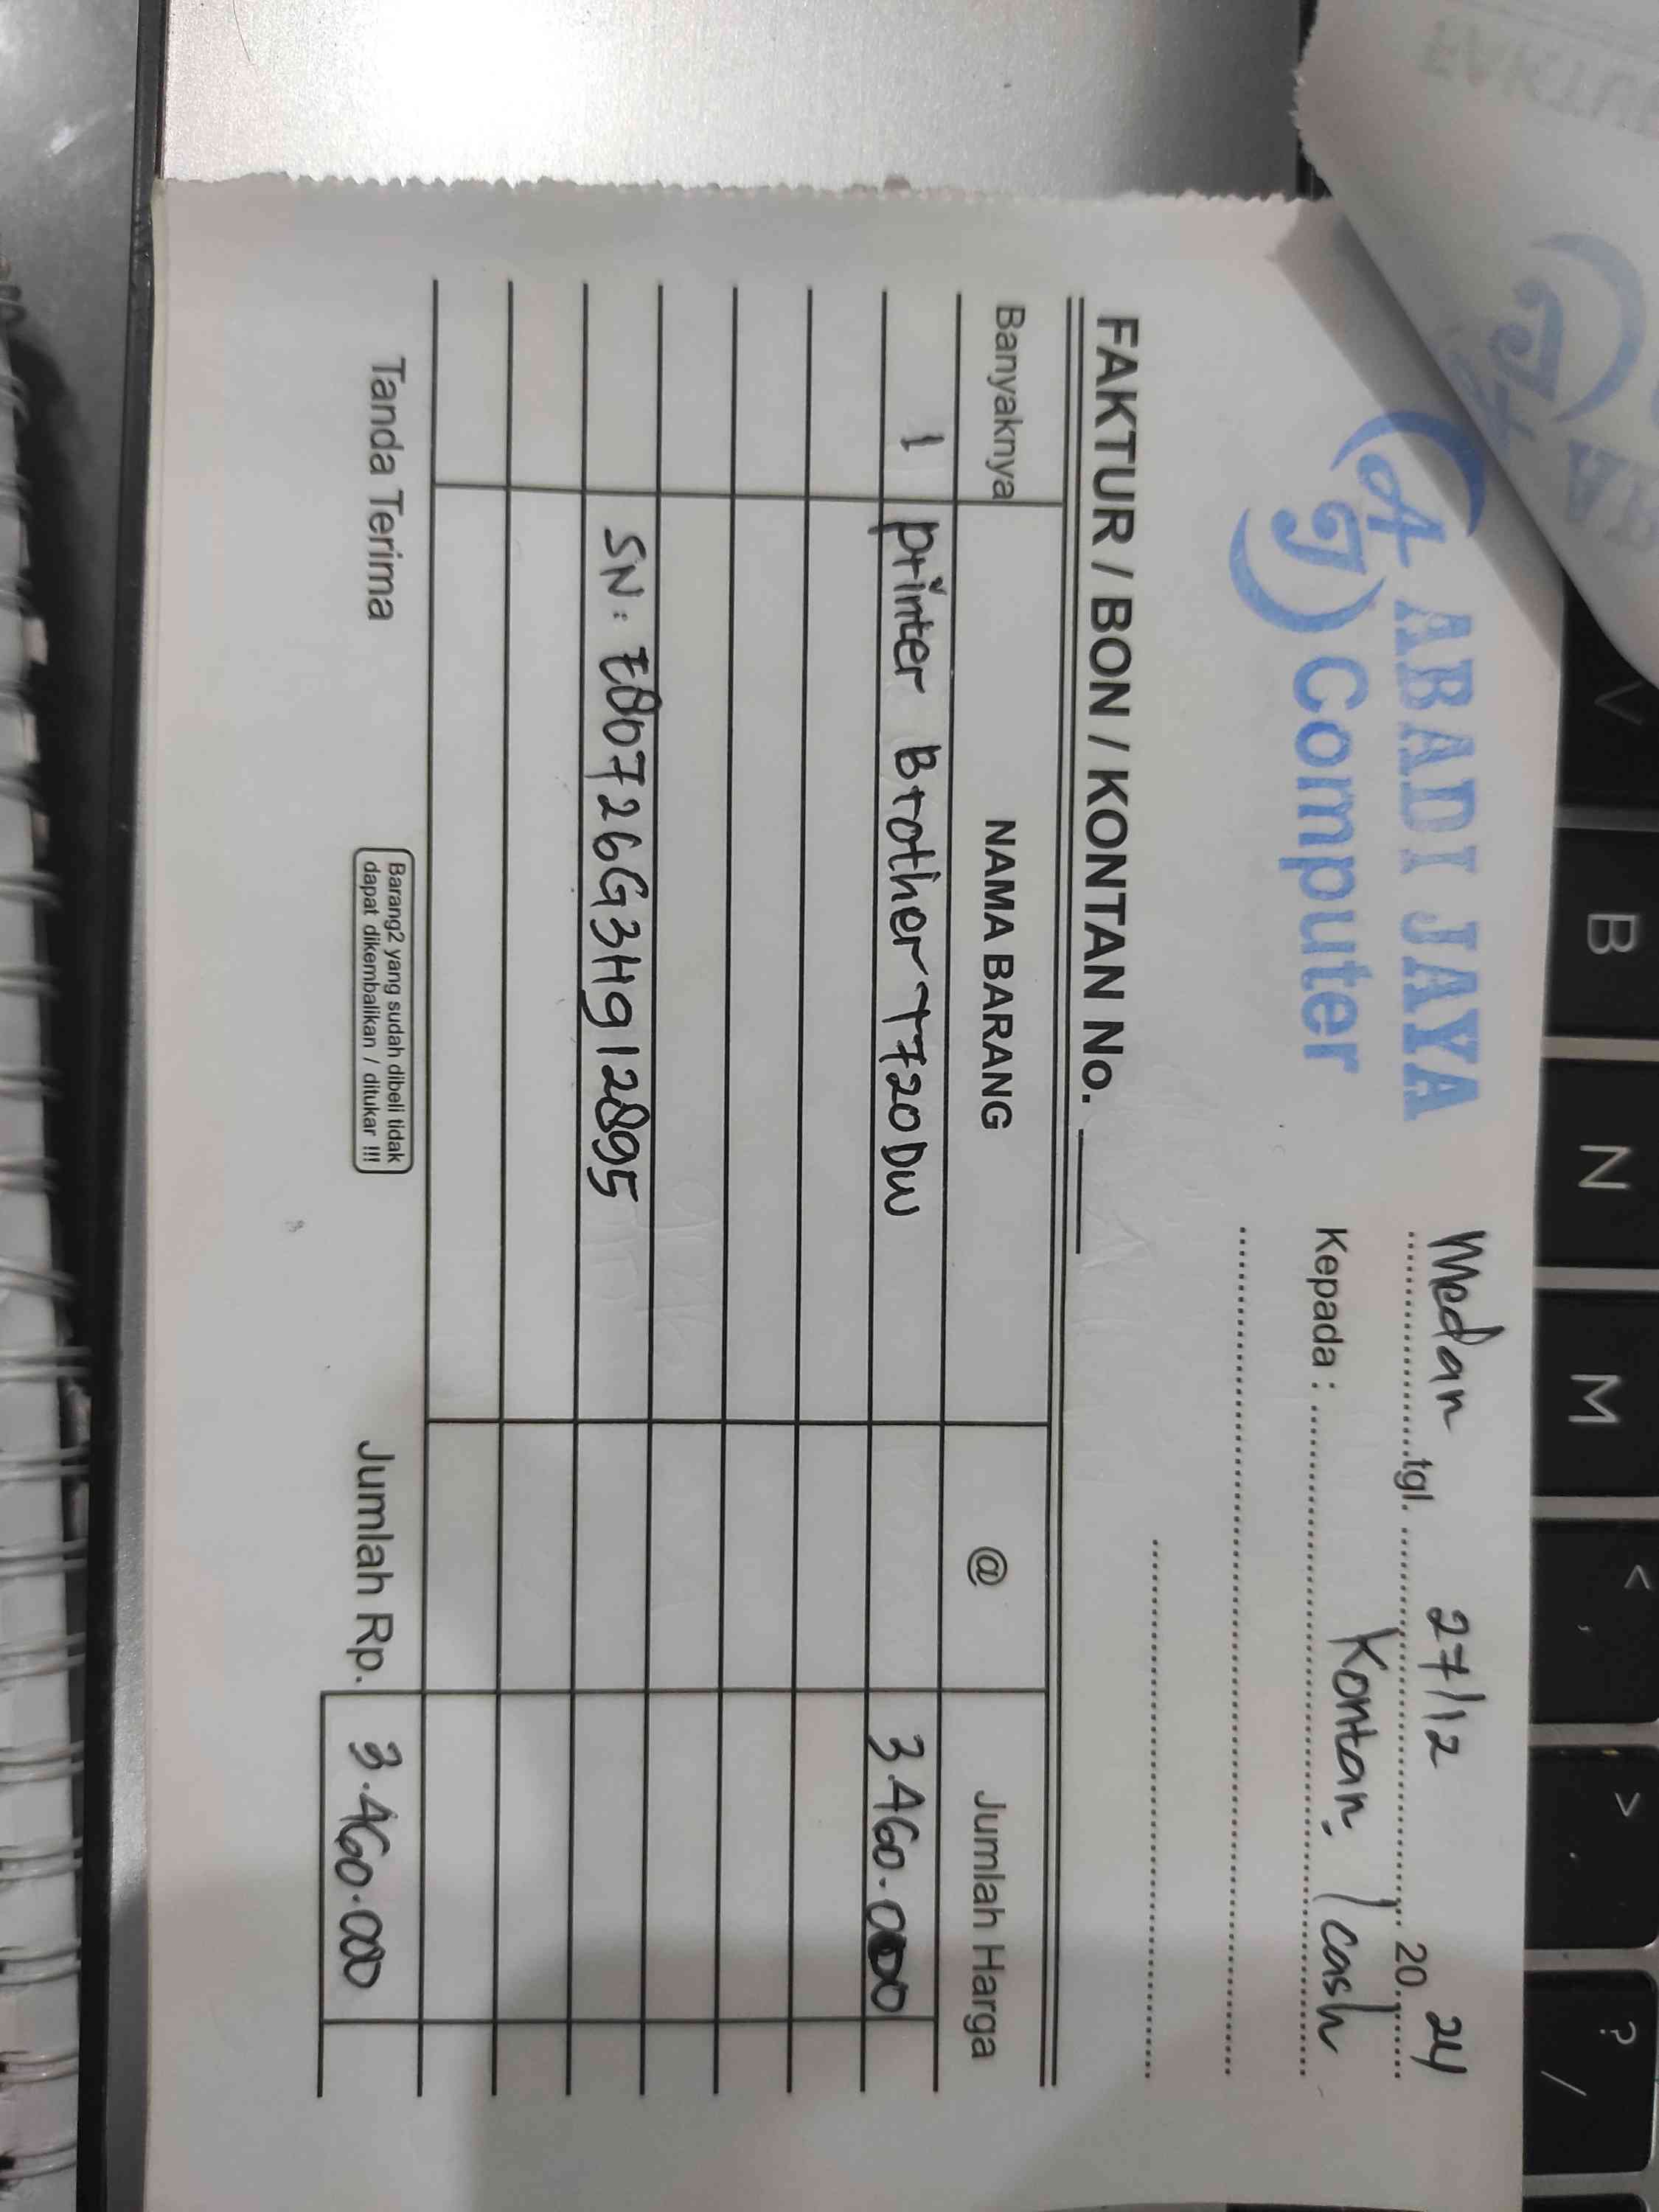 A J ABADI JAYA
Computer
Medan tgl. 27/12 20 24
Kepada : Kontan / cash
FAKTUR / BON / KONTAN No.
Banyaknya NAMA BARANG @ Jumlah Harga
1 printer Brother T720DW 3.460.000
SN: E80726G3H912895
Tanda Terima
Barang2 yang sudah dibeli tidak
dapat dikembalikan / ditukar !!!
Jumlah Rp. 3.460.000
V B N M < , > . ? /